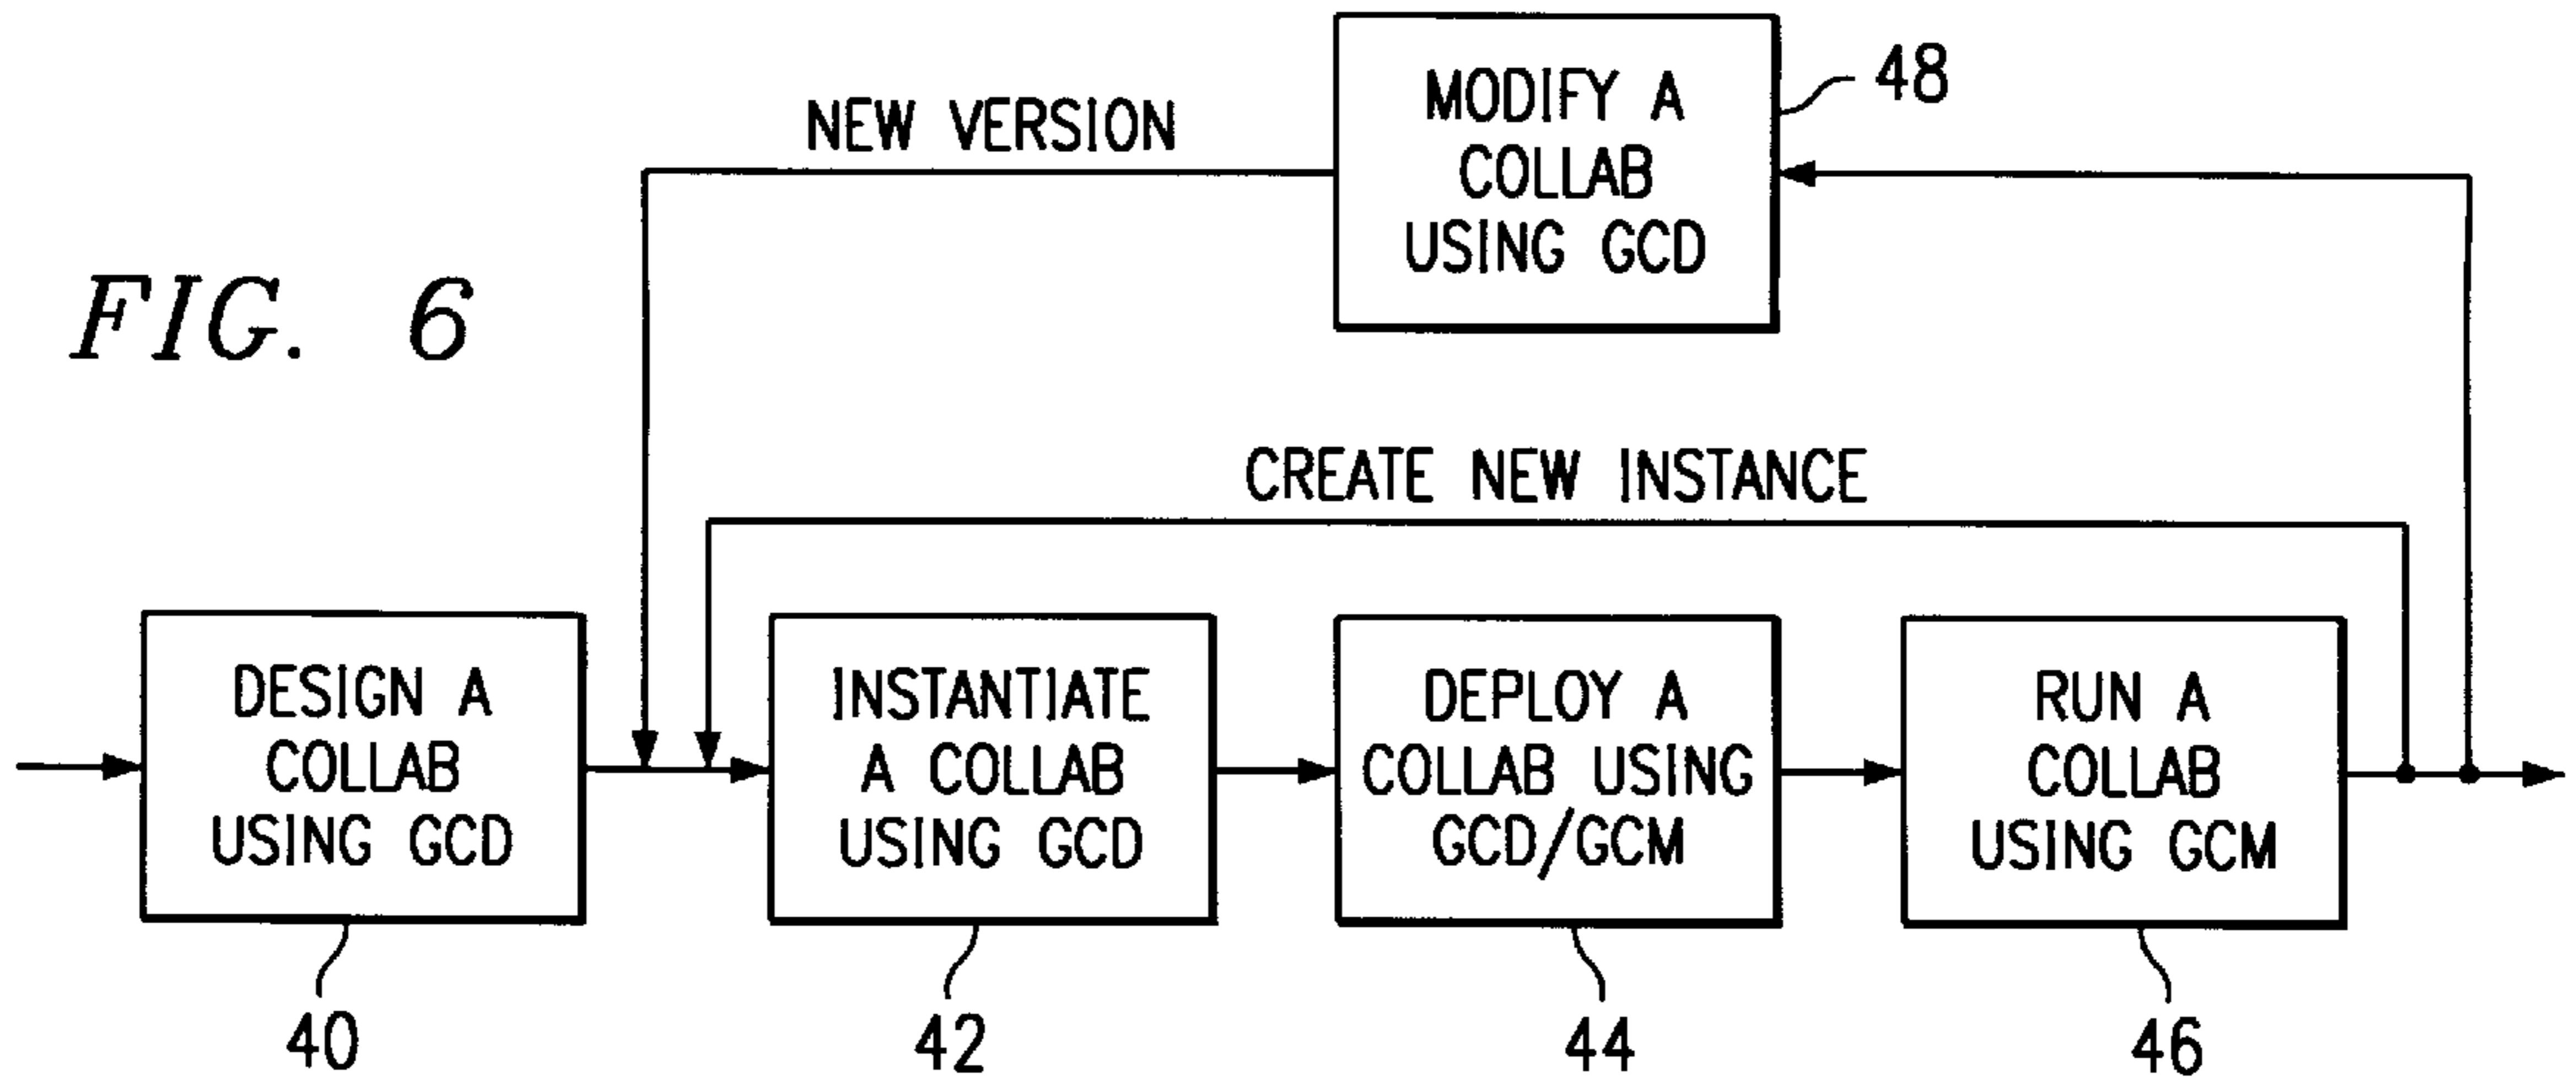 MODIFY A
COLLAB
USING GCD
48
NEW VERSION
FIG. 6
CREATE NEW INSTANCE
DESIGN A
COLLAB
USING GCD
INSTANTIATE
A COLLAB
USING GCD
DEPLOY A
COLLAB USING
GCD/GCM
RUN A
COLLAB
USING GCM
40
42
44
46